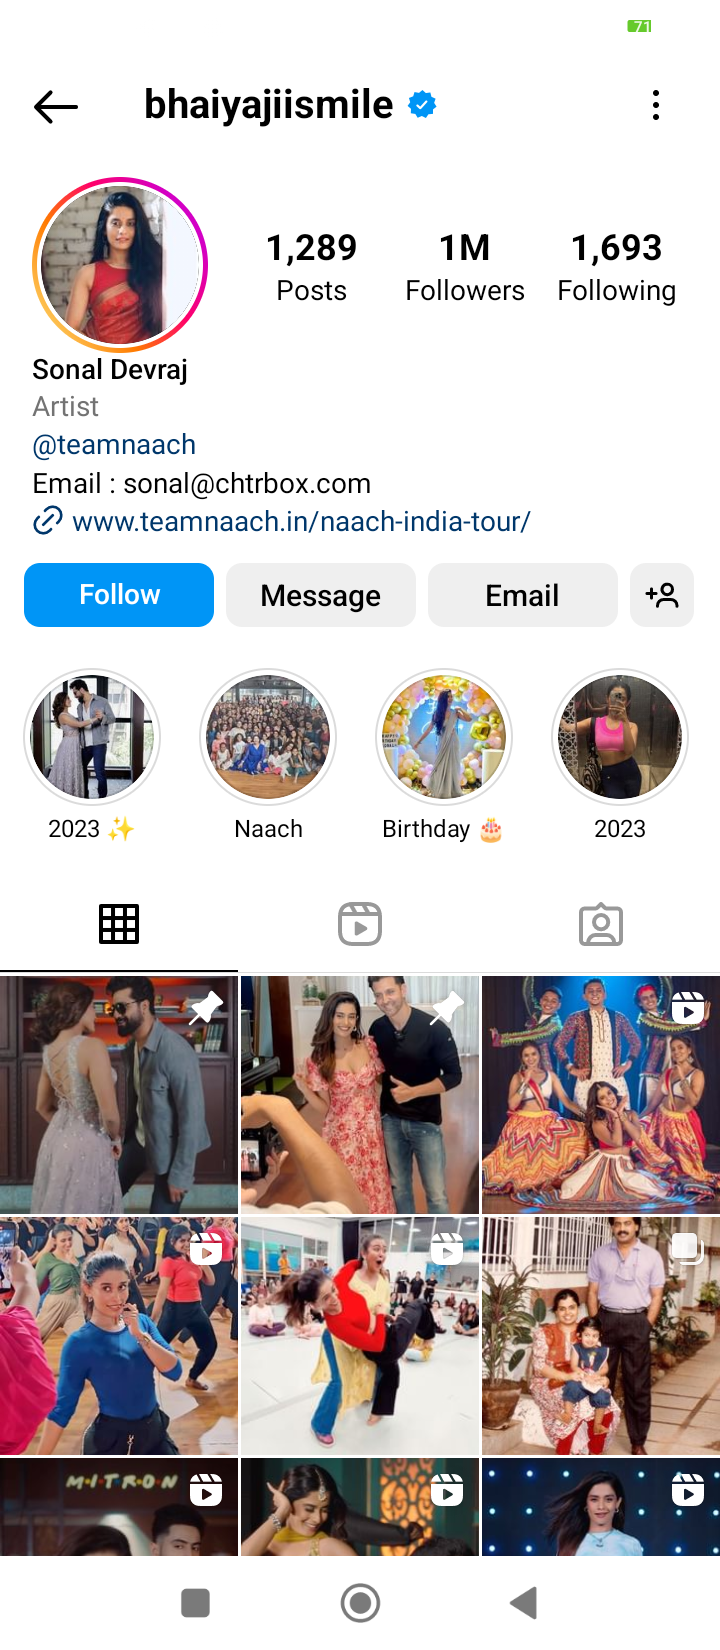 71
bhaiyajiismile
1,289 1M 1,693
Posts Followers Following
Sonal Devraj
Artist
@teamnaach
Email : sonal@chtrbox.com
www.teamnaach.in/naach-india-tour/
Follow Message Email
2023 ✨ Naach Birthday 🎂 2023
M·I·T·R·O·N